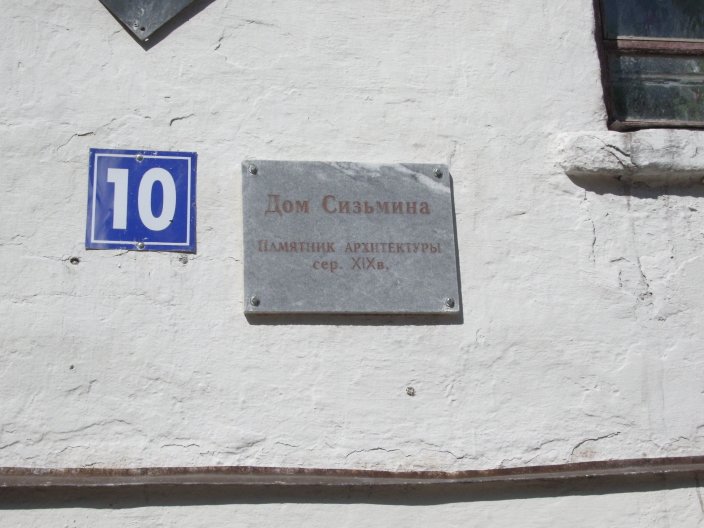 10
Дом Сизьмина
Памятник архитектуры
сер. XIXв.